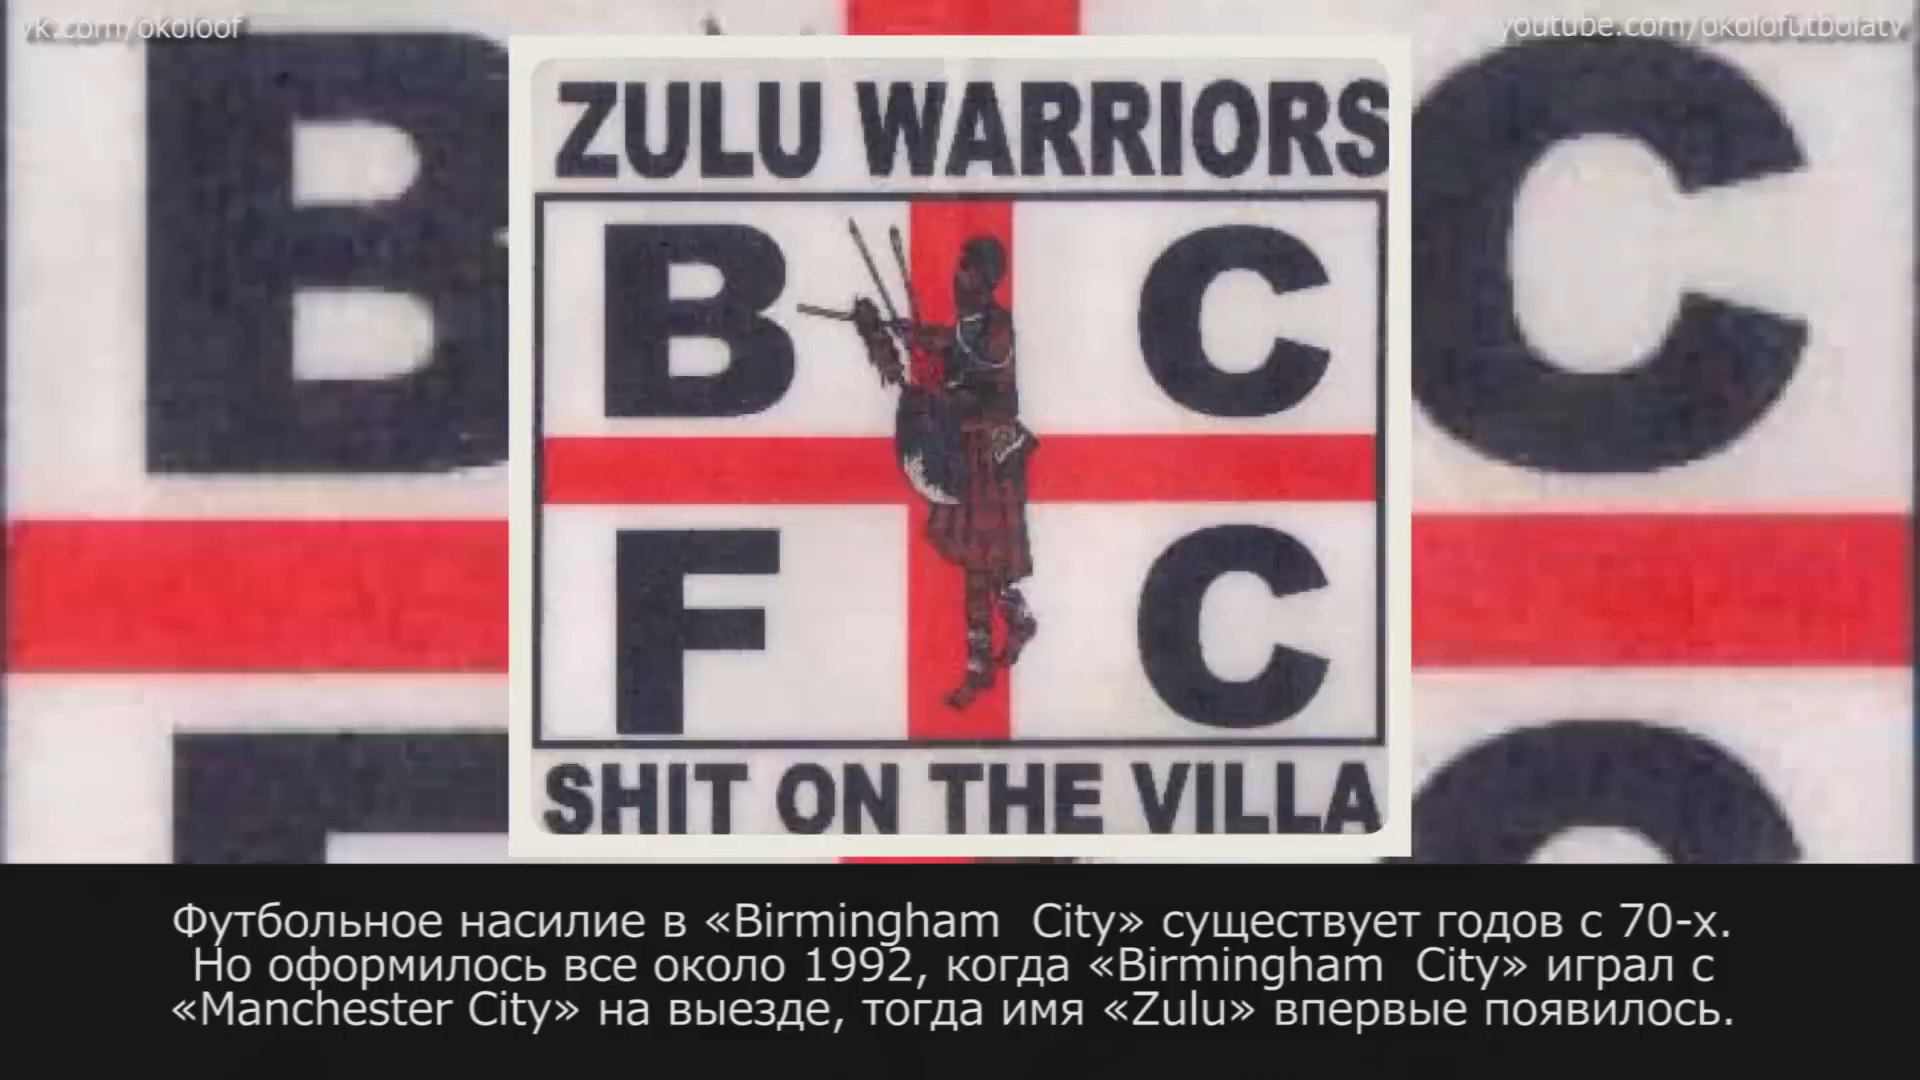 vk.com/okoloof
youtube.com/okolofutbolatv
ZULU WARRIORS
B C
F C
SHIT ON THE VILLA
B C
C
Футбольное насилие в «Birmingham City» существует годов с 70-х.
Но оформилось все около 1992, когда «Birmingham City» играл с
«Manchester City» на выезде, тогда имя «Zulu» впервые появилось.